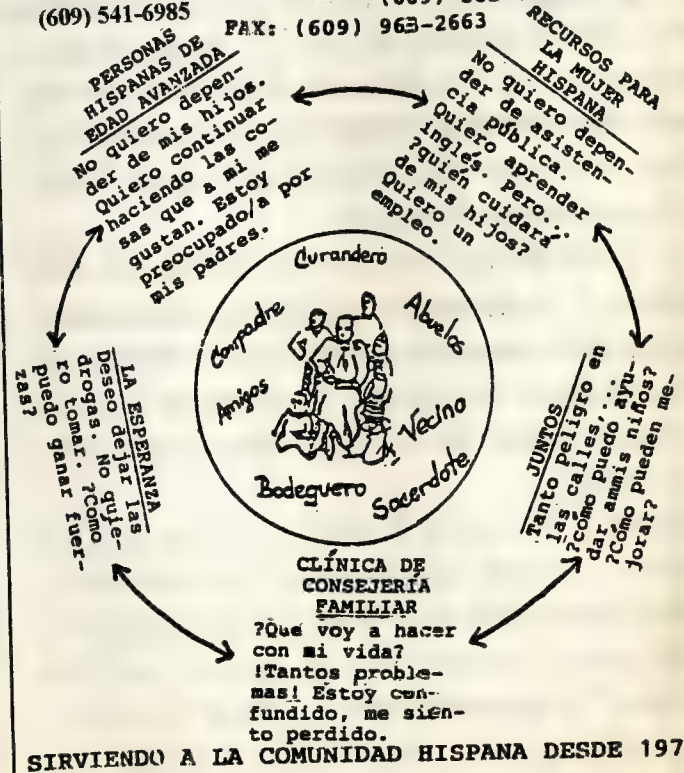 (609) 541-6985
FAX: (609) 963-2663
PERSONAS
HISPANAS DE
EDAD AVANZADA
No quiero depen-
der de mis hijos.
Quiero continuar
haciendo las co-
sas que a mi me
gustan. Estoy
preocupado/a por
mis padres.
RECURSOS PARA
LA MUJER
HISPANA
No quiero depen-
der de asisten-
cia pública.
Quiero aprender
inglés. Pero...
?quién cuidará
de mis hijos?
Quiero un
empleo.
Curandero
Compadre
Abuelos
Amigos
Vecino
Bodeguero
Sacerdote
LA ESPERANZA
Deseo dejar las
drogas. No quie-
ro tomar. ?Como
puedo ganar fuer-
zas?
JUNTOS
Tanto peligro en
las calles,...
?cómo puedo ayu-
dar ammis niños?
?Cómo pueden me-
jorar?
CLÍNICA DE
CONSEJERÍA
FAMILIAR
?Qué voy a hacer
con mi vida?
!Tantos proble-
mas! Estoy con-
fundido, me sien-
to perdido.
SIRVIENDO A LA COMUNIDAD HISPANA DESDE 197